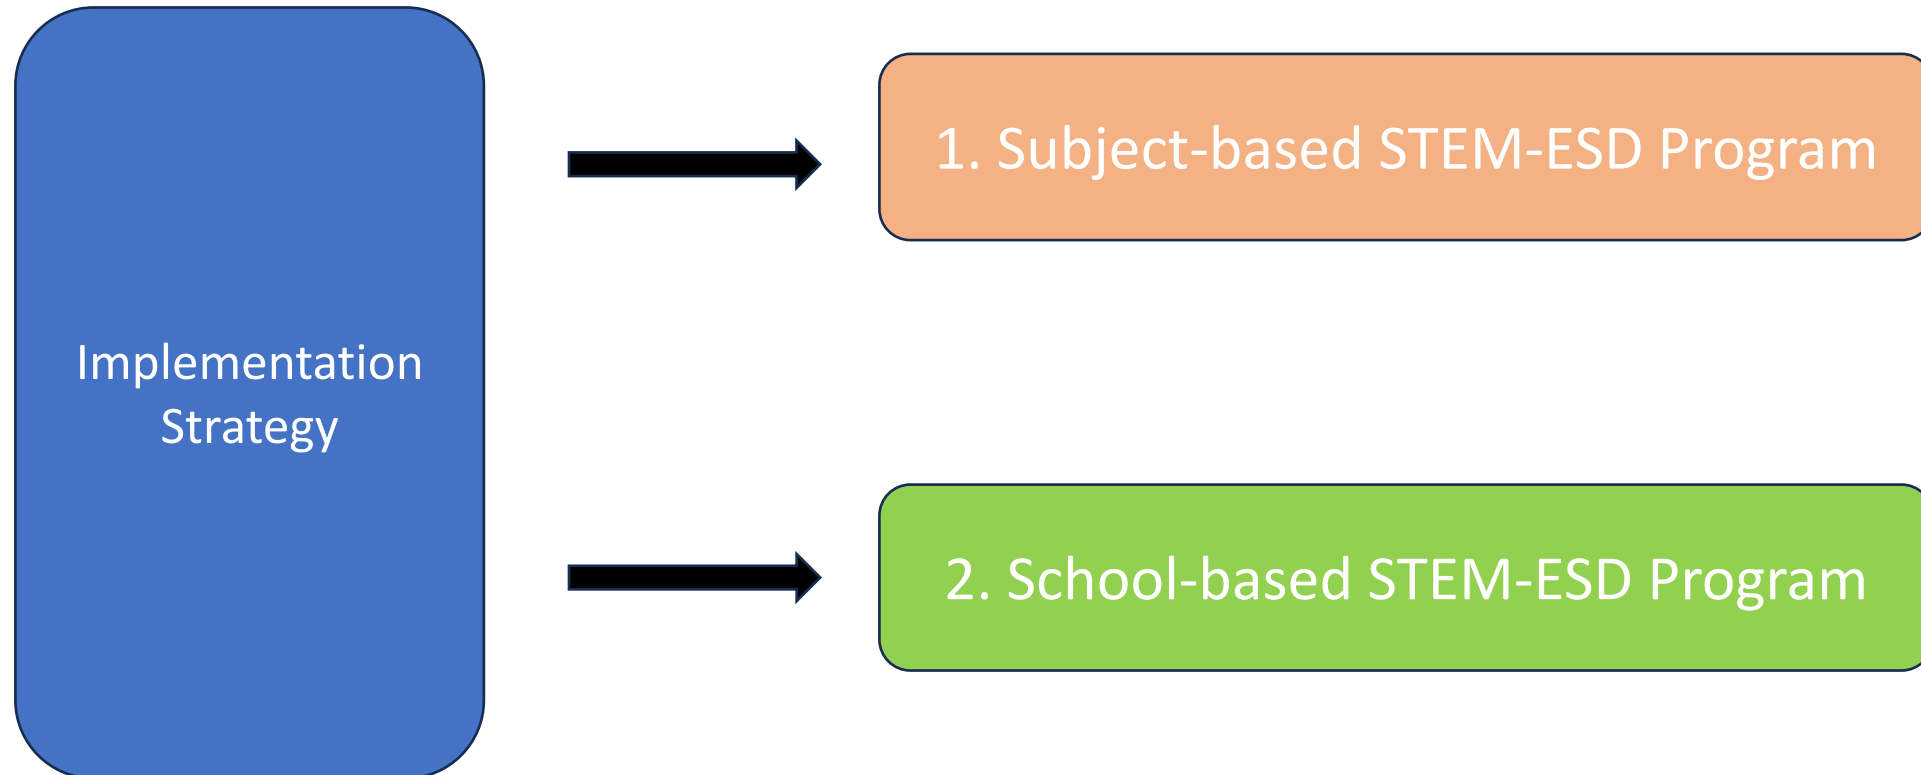 Implementation
Strategy
1. Subject-based STEM-ESD Program
2. School-based STEM-ESD Program